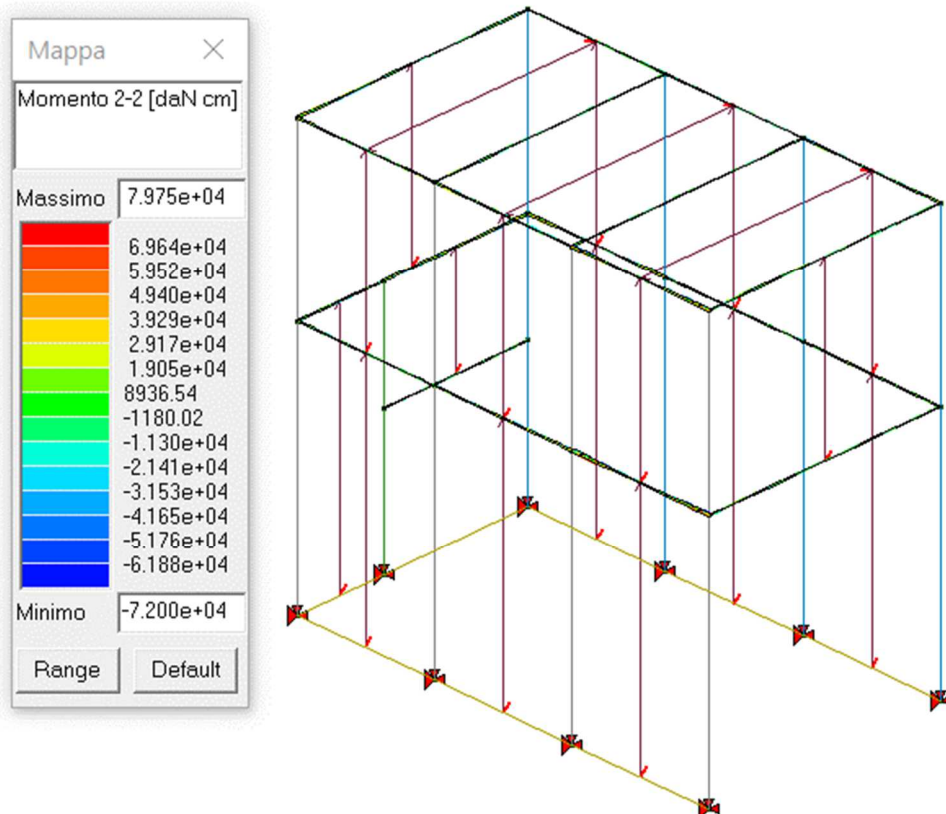 Mappa
Momento 2-2 [daN cm]
Massimo 7.975e+04
6.964e+04
5.952e+04
4.940e+04
3.929e+04
2.917e+04
1.905e+04
8936.54
-1180.02
-1.130e+04
-2.141e+04
-3.153e+04
-4.165e+04
-5.176e+04
-6.188e+04
Minimo -7.200e+04
Range Default